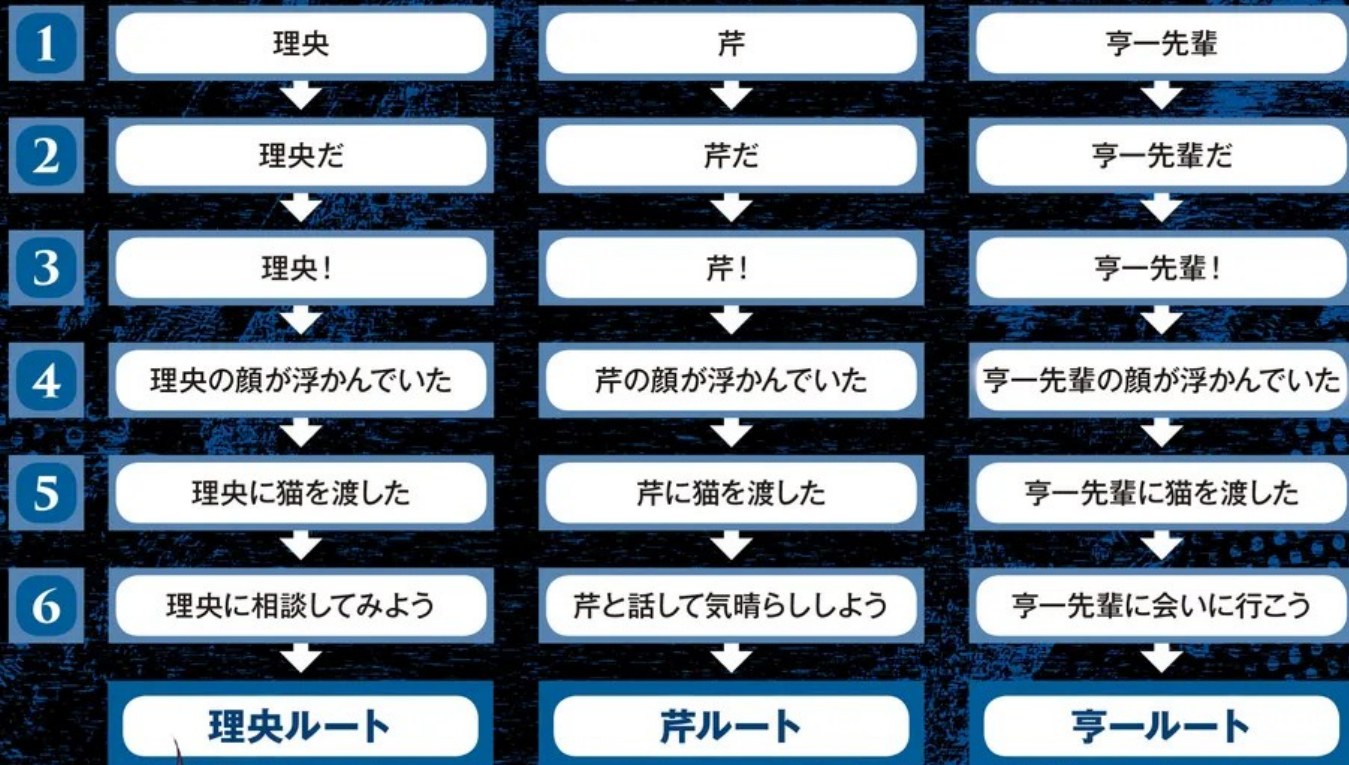 1
理央
芹
亨一先輩
2
理央だ
芹だ
亨一先輩だ
3
理央！
芹！
亨一先輩！
4
理央の顔が浮かんでいた
芹の顔が浮かんでいた
亨一先輩の顔が浮かんでいた
5
理央に猫を渡した
芹に猫を渡した
亨一先輩に猫を渡した
6
理央に相談してみよう
芹と話して気晴らししよう
亨一先輩に会いに行こう
理央ルート
芹ルート
亨一ルート